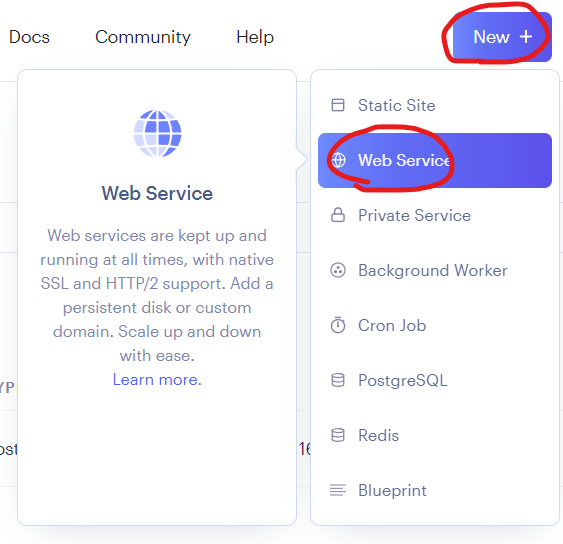 Docs
Community
Help
New +
Web Service
Web services are kept up and
running at all times, with native
SSL and HTTP/2 support. Add a
persistent disk or custom
domain. Scale up and down
with ease.
Learn more.
Static Site
Web Service
Private Service
Background Worker
Cron Job
PostgreSQL
Redis
Blueprint
YP
ost
16